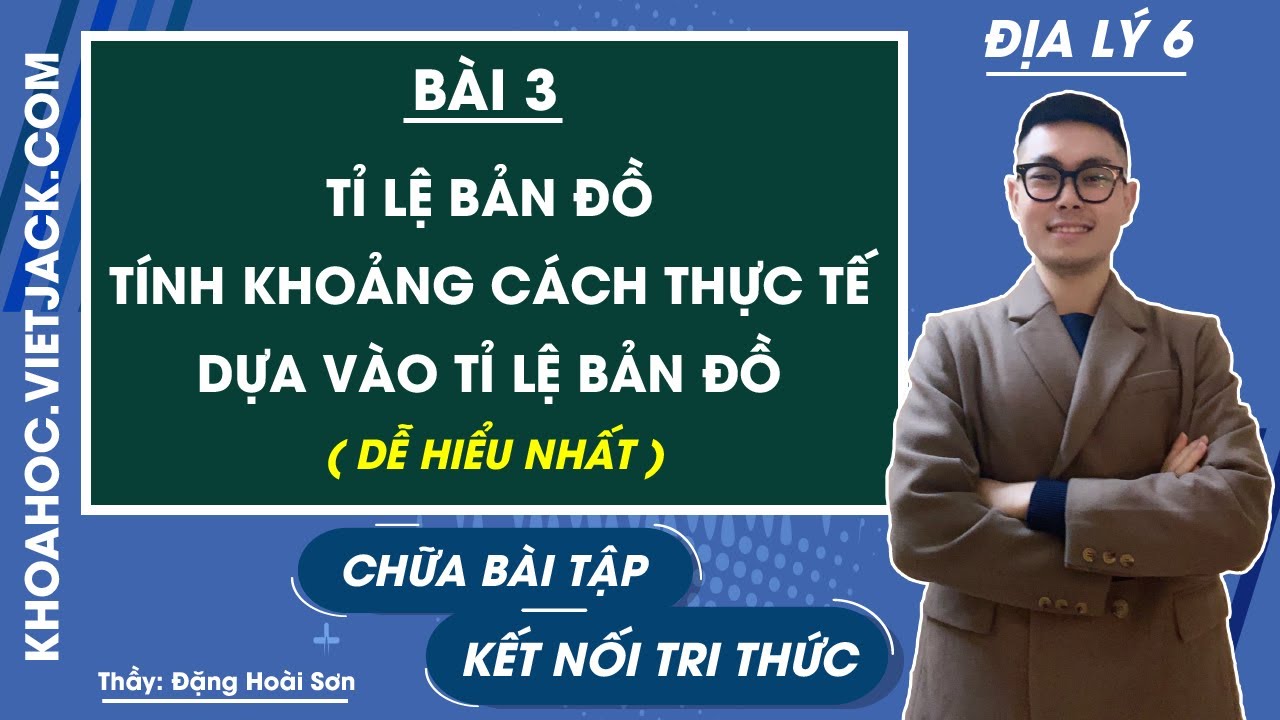 KHOAHOC.VIETJACK.COM
ĐỊA LÝ 6
BÀI 3
TỈ LỆ BẢN ĐỒ
TÍNH KHOẢNG CÁCH THỰC TẾ
DỰA VÀO TỈ LỆ BẢN ĐỒ
( DỄ HIỂU NHẤT )
CHỮA BÀI TẬP
KẾT NỐI TRI THỨC
Thầy: Đặng Hoài Sơn